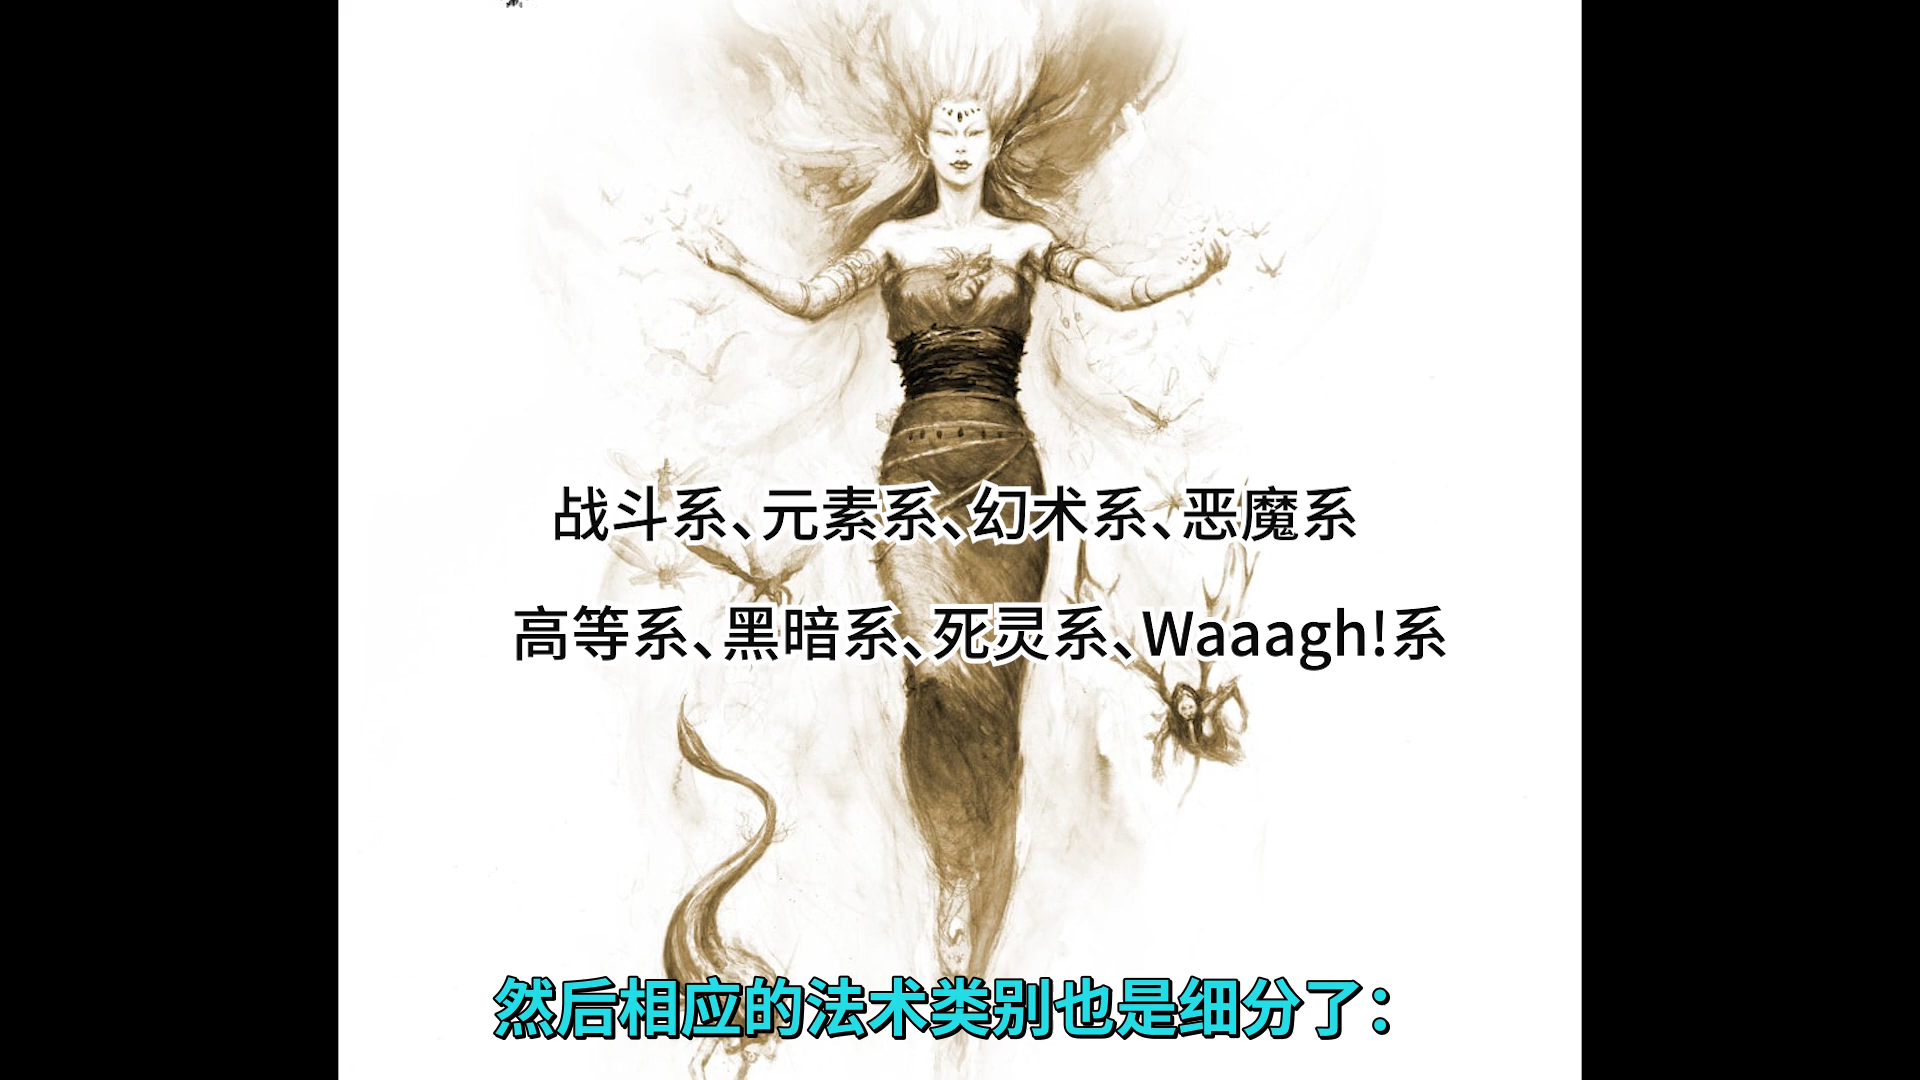 战斗系、元素系、幻术系、恶魔系
高等系、黑暗系、死灵系、Waaagh!系
然后相应的法术类别也是细分了：